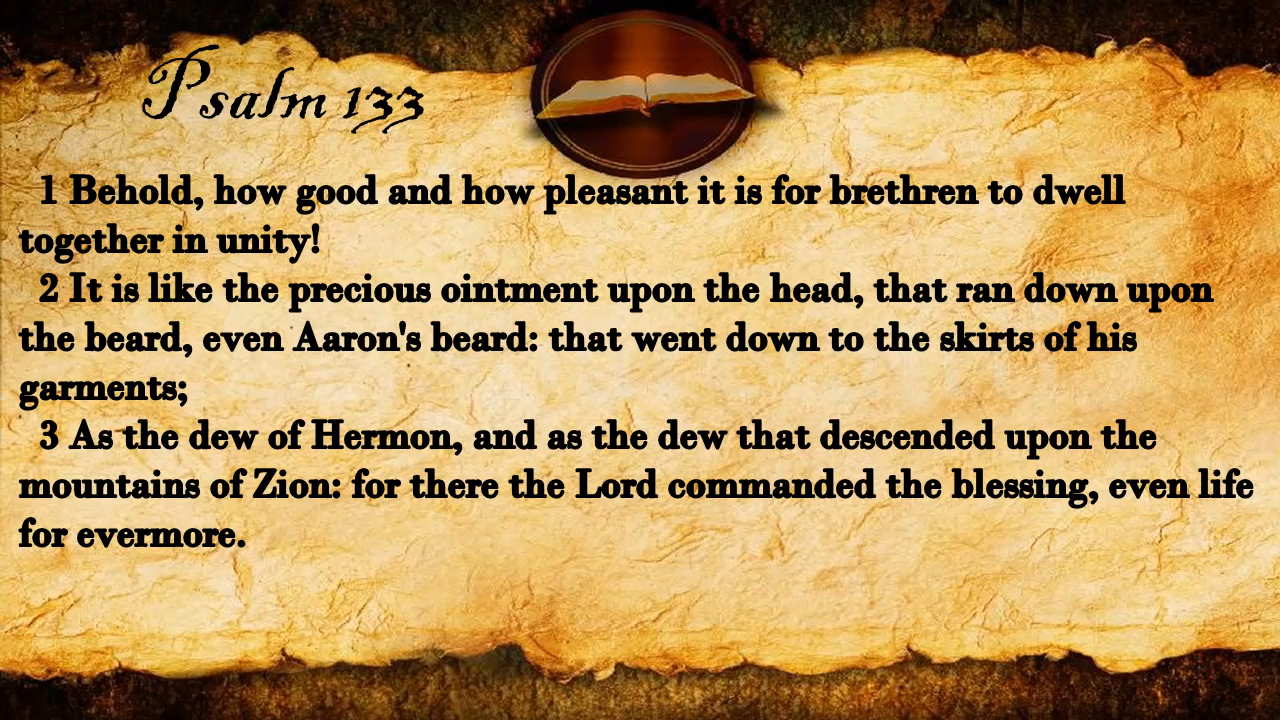 Psalm 133
1 Behold, how good and how pleasant it is for brethren to dwell
together in unity!
2 It is like the precious ointment upon the head, that ran down upon
the beard, even Aaron's beard: that went down to the skirts of his
garments;
3 As the dew of Hermon, and as the dew that descended upon the
mountains of Zion: for there the Lord commanded the blessing, even life
for evermore.